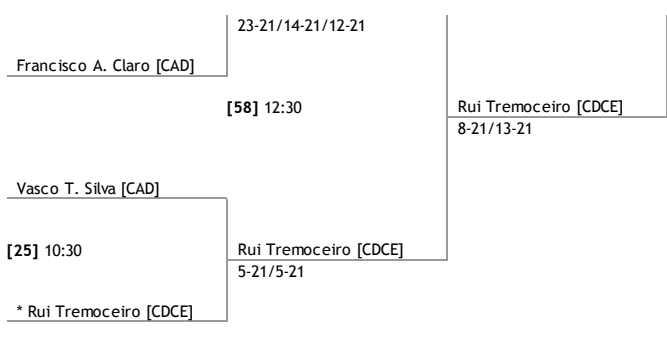 23-21/14-21/12-21
Francisco A. Claro [CAD]
[58] 12:30
Rui Tremoceiro [CDCE]
8-21/13-21
Vasco T. Silva [CAD]
[25] 10:30
Rui Tremoceiro [CDCE]
5-21/5-21
* Rui Tremoceiro [CDCE]